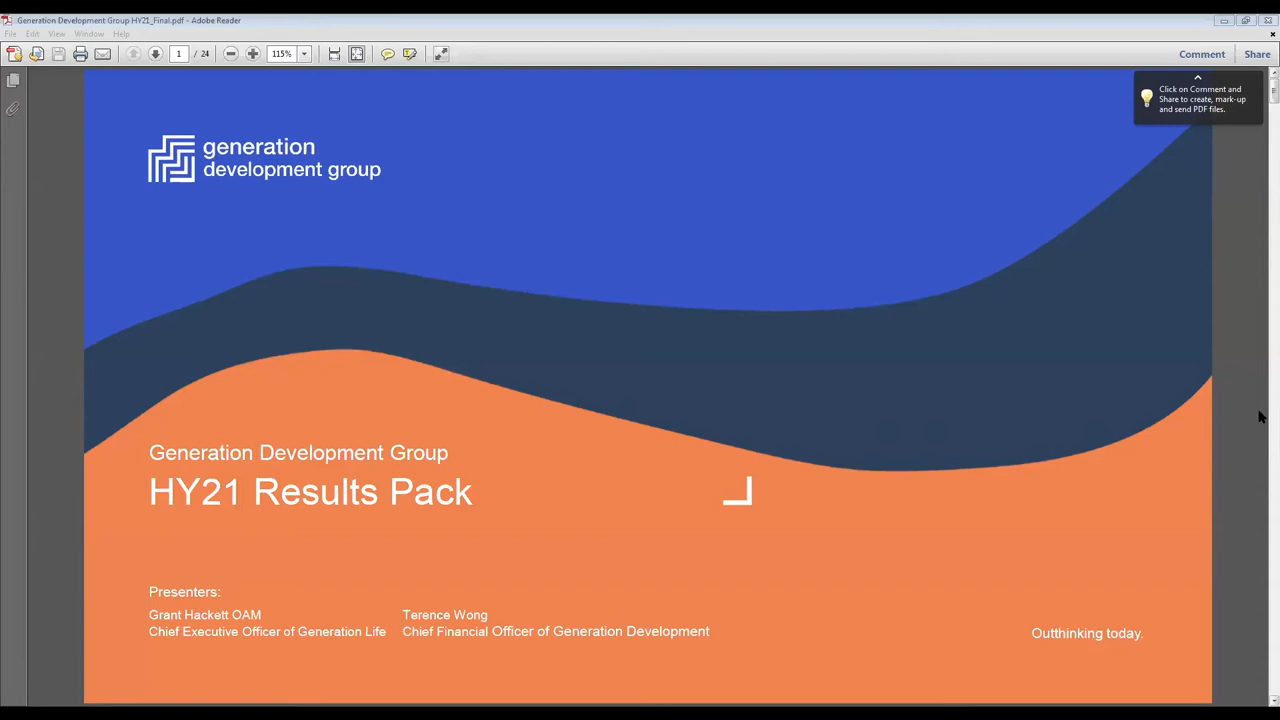 Generation Development Group HY21_Final.pdf - Adobe Reader
File Edit View Window Help
1 / 24 115% Comment Share
Click on Comment and
Share to create, mark-up
and send PDF files.
generation
development group
Generation Development Group
HY21 Results Pack
Presenters:
Grant Hackett OAM Terence Wong
Chief Executive Officer of Generation Life Chief Financial Officer of Generation Development
Outthinking today.